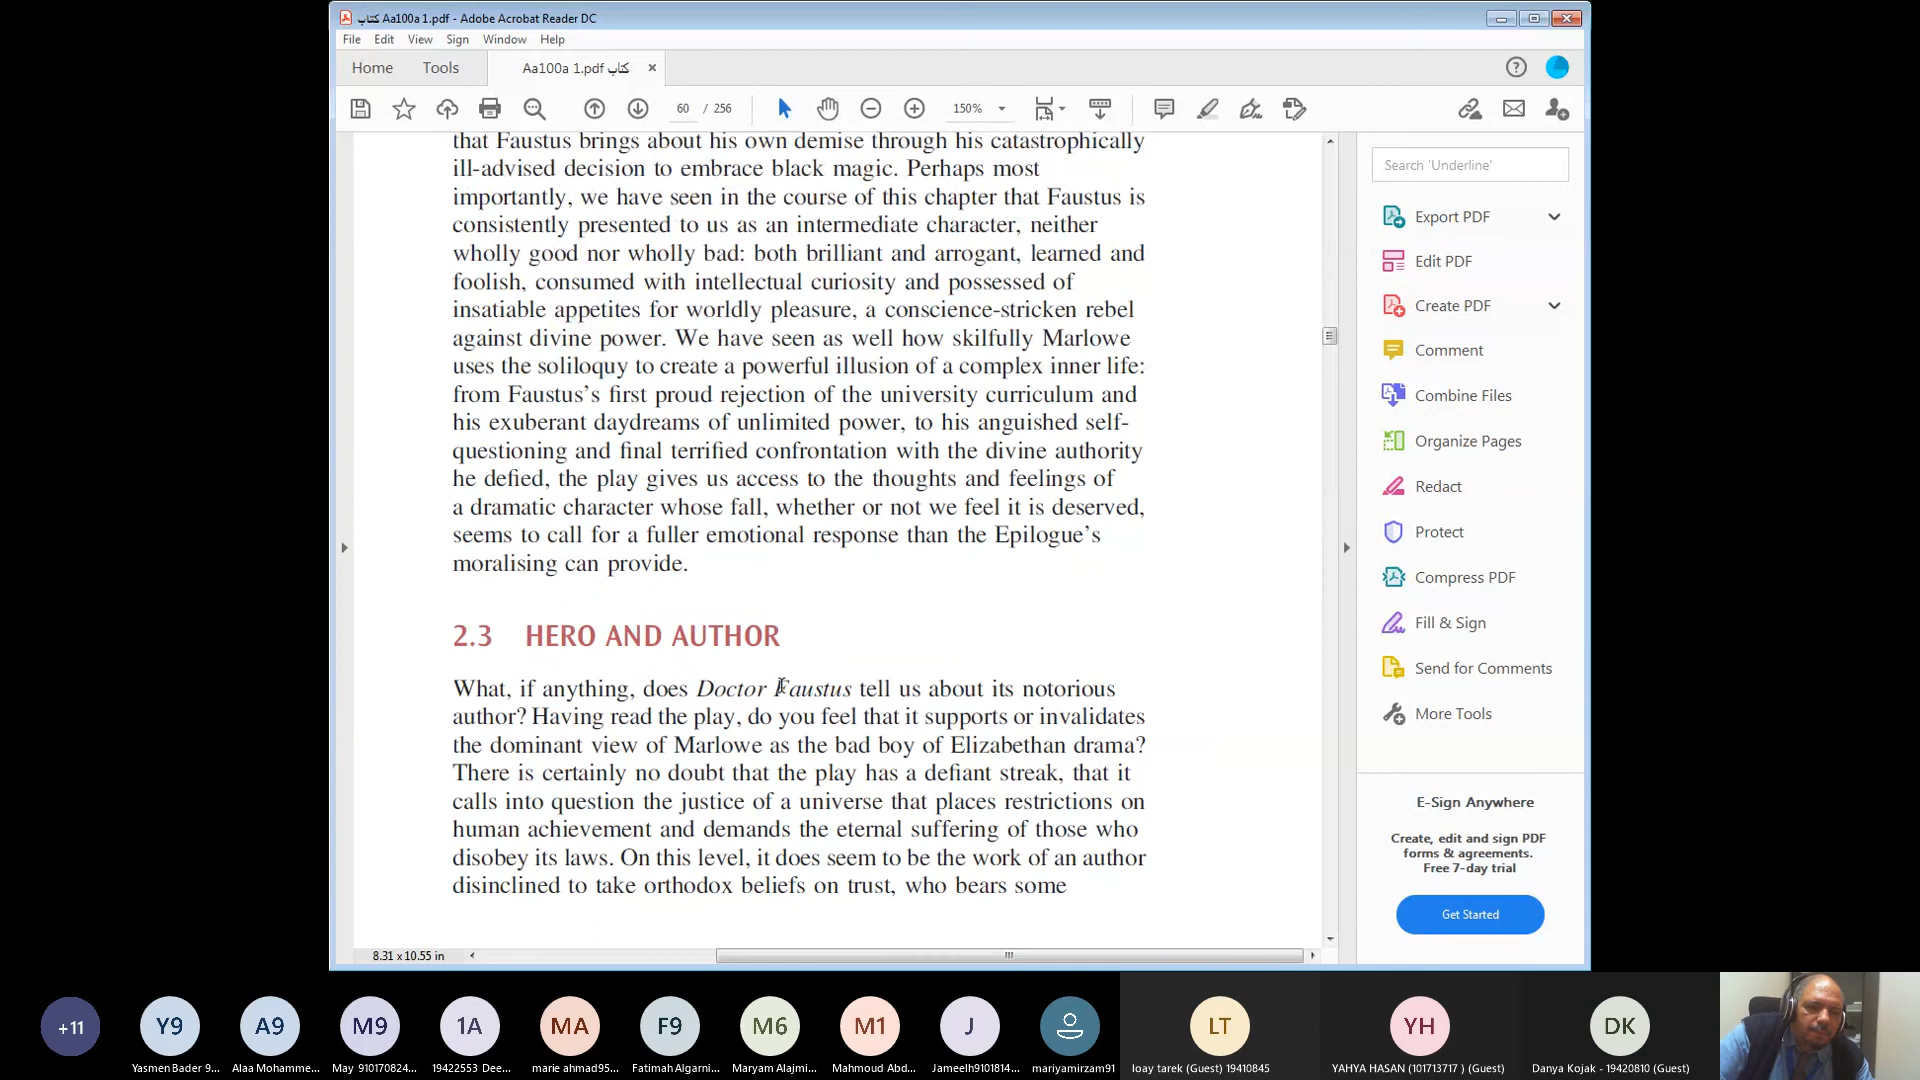 كتاب Aa100a 1.pdf - Adobe Acrobat Reader DC
File Edit View Sign Window Help
Home Tools Aa100a 1.pdf كتاب
60 / 256 150%
that Faustus brings about his own demise through his catastrophically
ill-advised decision to embrace black magic. Perhaps most
importantly, we have seen in the course of this chapter that Faustus is
consistently presented to us as an intermediate character, neither
wholly good nor wholly bad: both brilliant and arrogant, learned and
foolish, consumed with intellectual curiosity and possessed of
insatiable appetites for worldly pleasure, a conscience-stricken rebel
against divine power. We have seen as well how skilfully Marlowe
uses the soliloquy to create a powerful illusion of a complex inner life:
from Faustus’s first proud rejection of the university curriculum and
his exuberant daydreams of unlimited power, to his anguished self-
questioning and final terrified confrontation with the divine authority
he defied, the play gives us access to the thoughts and feelings of
a dramatic character whose fall, whether or not we feel it is deserved,
seems to call for a fuller emotional response than the Epilogue’s
moralising can provide.
2.3 HERO AND AUTHOR
What, if anything, does Doctor Faustus tell us about its notorious
author? Having read the play, do you feel that it supports or invalidates
the dominant view of Marlowe as the bad boy of Elizabethan drama?
There is certainly no doubt that the play has a defiant streak, that it
calls into question the justice of a universe that places restrictions on
human achievement and demands the eternal suffering of those who
disobey its laws. On this level, it does seem to be the work of an author
disinclined to take orthodox beliefs on trust, who bears some
8.31 x 10.55 in
Search 'Underline'
Export PDF
Edit PDF
Create PDF
Comment
Combine Files
Organize Pages
Redact
Protect
Compress PDF
Fill & Sign
Send for Comments
More Tools
E-Sign Anywhere
Create, edit and sign PDF
forms & agreements.
Free 7-day trial
Get Started
+11 Y9 A9 M9 1A MA F9 M6 M1 J LT YH DK
Yasmen Bader 9... Alaa Mohamme... May 910170824... 19422553 Dee... marie ahmad95... Fatimah Algarni... Maryam Alajmi... Mahmoud Abd... Jameelh9101814... mariyamirzam91 loay tarek (Guest) 19410845 YAHYA HASAN (101713717 ) (Guest) Danya Kojak - 19420810 (Guest)